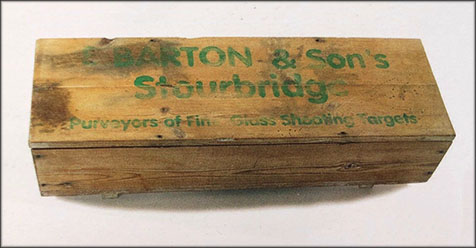 BARTON & Son's
Stourbridge
Purveyors of Fine Glass Shooting Targets